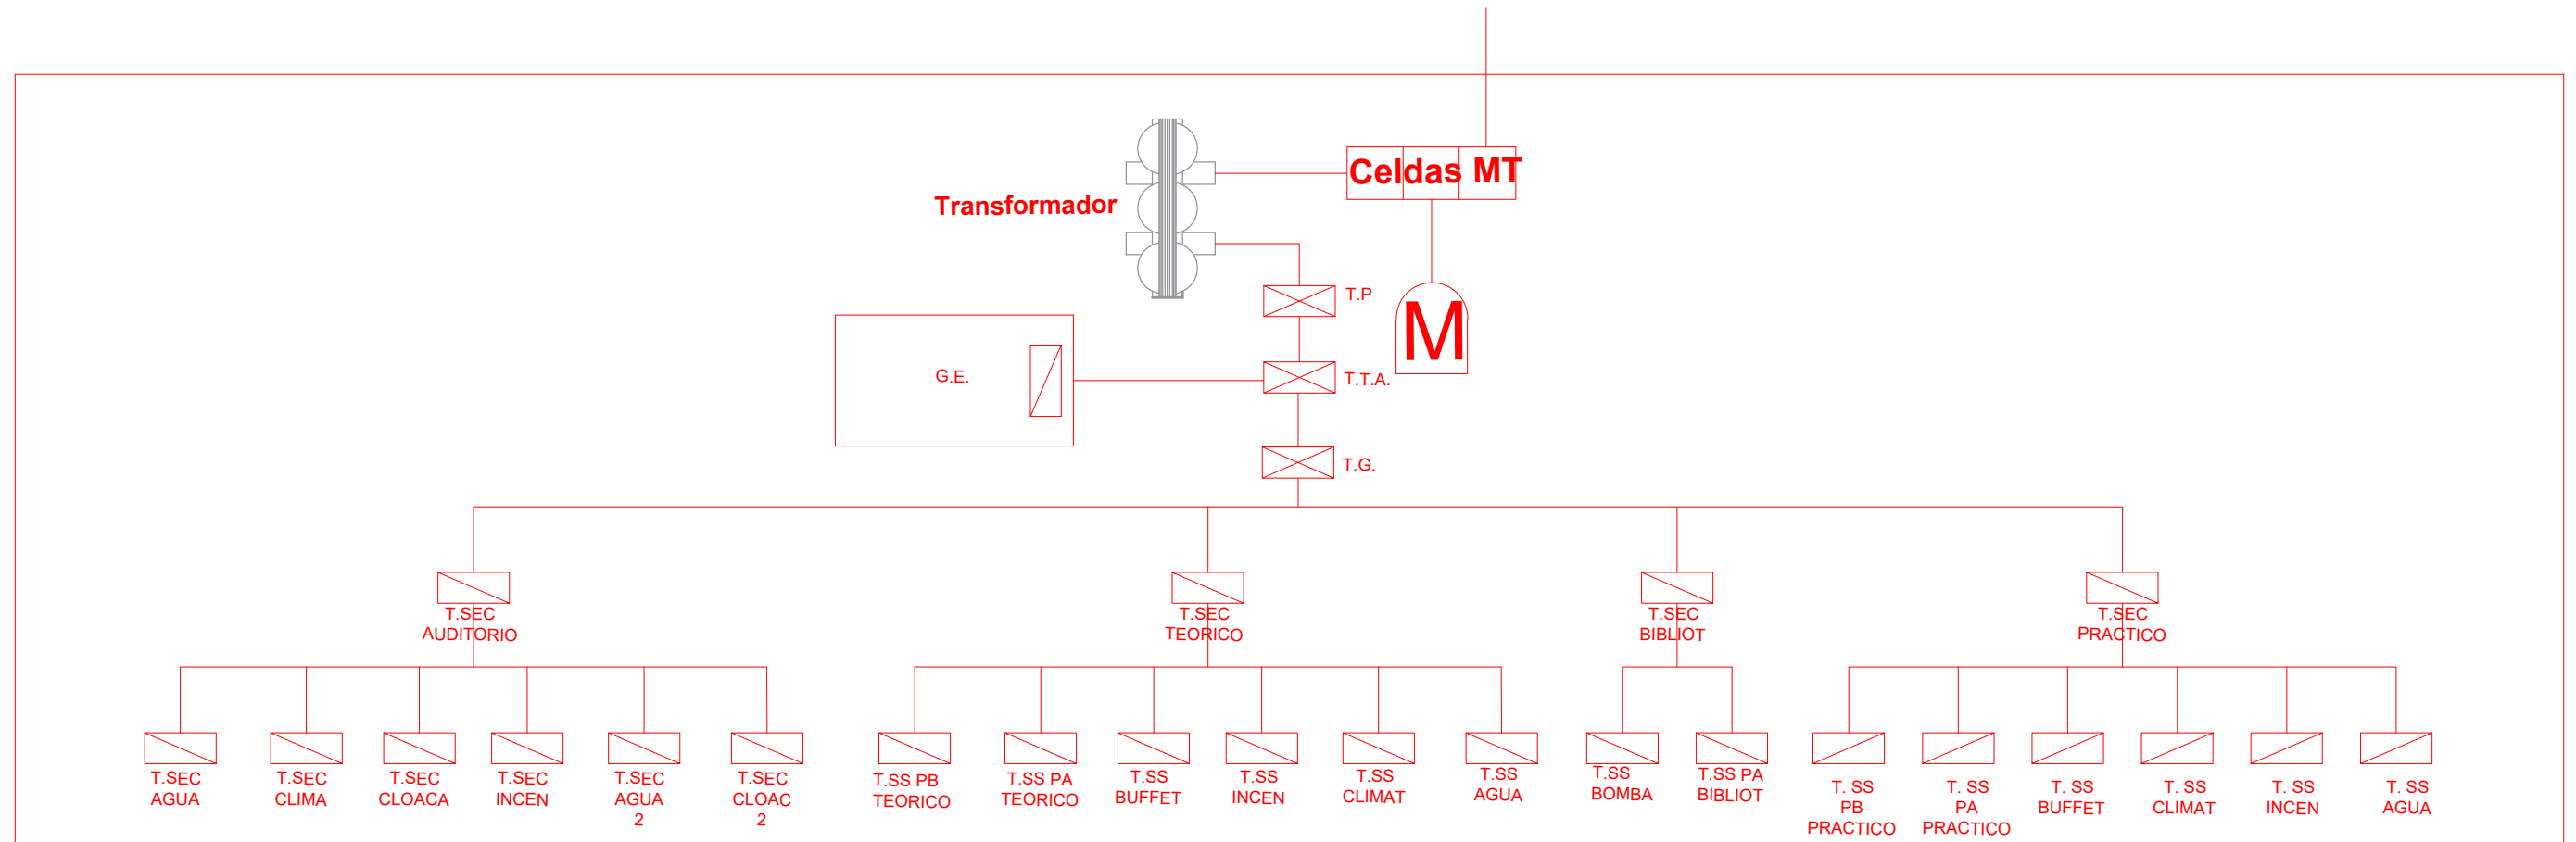 Celdas MT
Transformador
T.P
M
G.E.
T.T.A.
T.G.
T.SEC
AUDITORIO
T.SEC
TEORICO
T.SEC
BIBLIOT
T.SEC
PRACTICO
T.SEC
AGUA
T.SEC
CLIMA
T.SEC
CLOACA
T.SEC
INCEN
T.SEC
AGUA
2
T.SEC
CLOAC
2
T.SS PB
TEORICO
T.SS PA
TEORICO
T.SS
BUFFET
T.SS
INCEN
T.SS
CLIMAT
T.SS
AGUA
T.SS
BOMBA
T.SS PA
BIBLIOT
T. SS
PB
PRACTICO
T. SS
PA
PRACTICO
T. SS
BUFFET
T. SS
CLIMAT
T. SS
INCEN
T. SS
AGUA